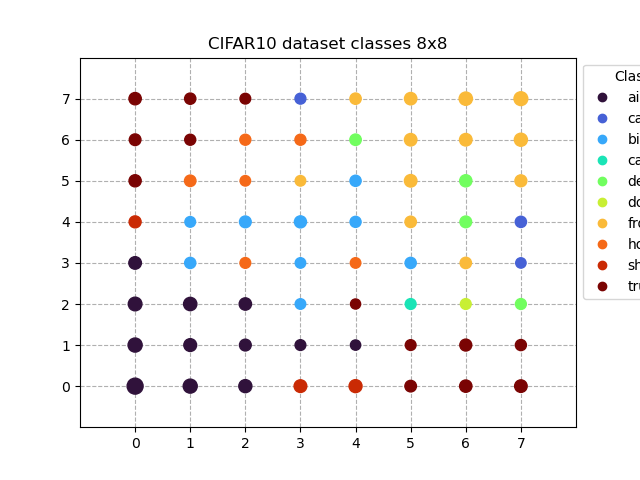 CIFAR10 dataset classes 8x8
Clas
ai
ca
bi
ca
de
do
fro
ho
sh
tru
7
6
5
4
3
2
1
0
0 1 2 3 4 5 6 7